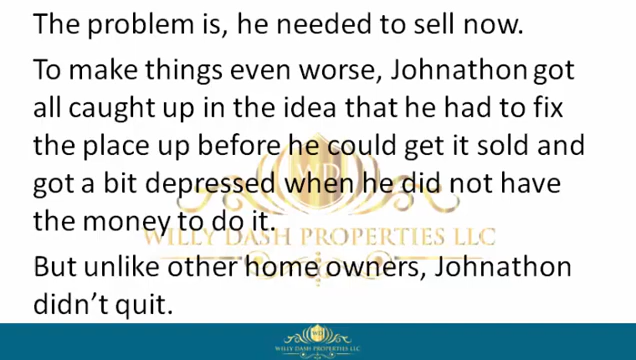 The problem is, he needed to sell now.
To make things even worse, Johnathon got
all caught up in the idea that he had to fix
the place up before he could get it sold and
got a bit depressed when he did not have
the money to do it.
WILLY DASH PROPERTIES LLC
But unlike other home owners, Johnathon
didn't quit.
WILLY DASH PROPERTIES LLC